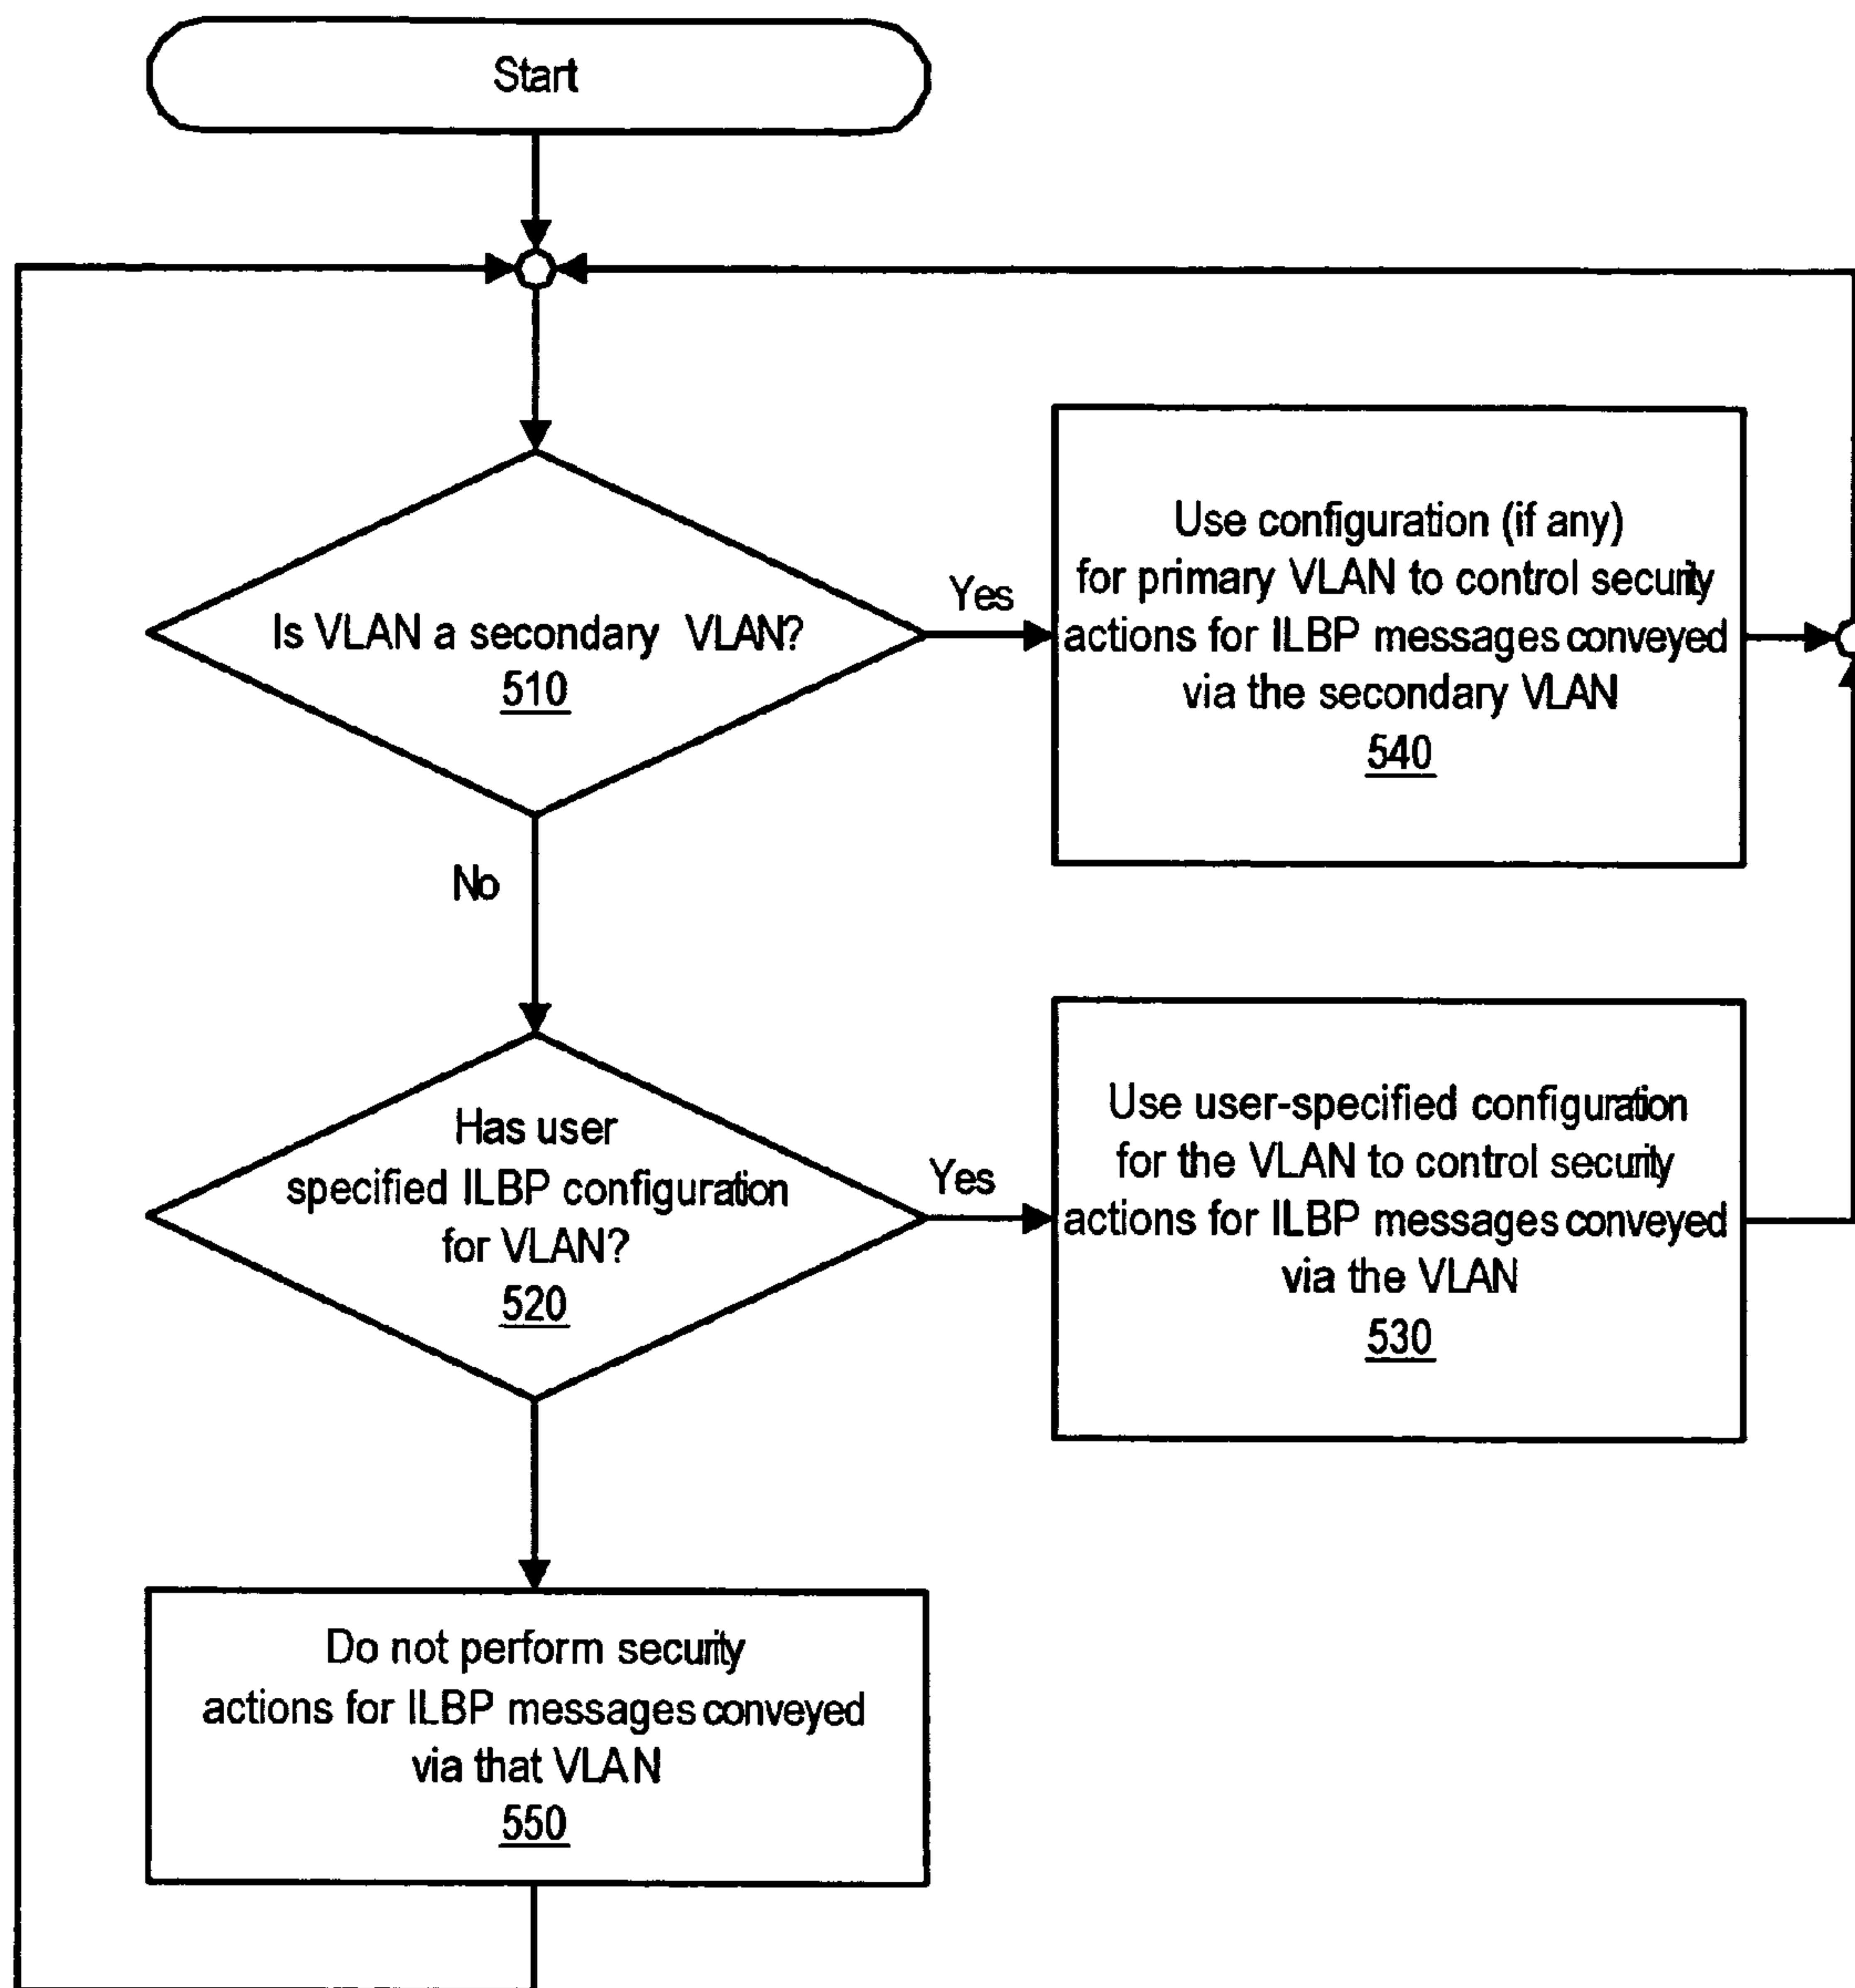 Start
Is VLAN a secondary VLAN?
510
Yes
Use configuration (if any)
for primary VLAN to control security
actions for ILBP messages conveyed
via the secondary VLAN
540
No
Has user
specified ILBP configuration
for VLAN?
520
Yes
Use user-specified configuration
for the VLAN to control security
actions for ILBP messages conveyed
via the VLAN
530
Do not perform security
actions for ILBP messages conveyed
via that VLAN
550